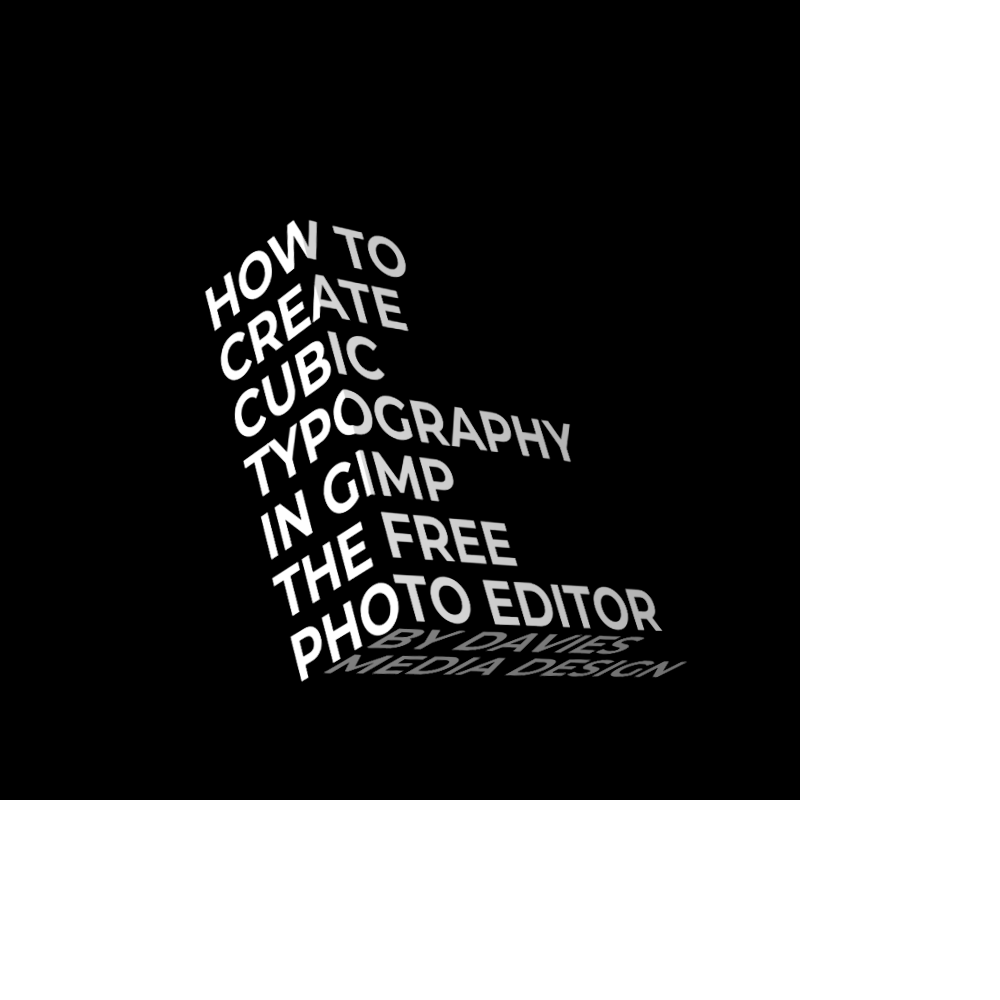 HOW TO
CREATE
CUBIC
TYPOGRAPHY
IN GIMP
THE FREE
PHOTO EDITOR
BY DAVIES
MEDIA DESIGN